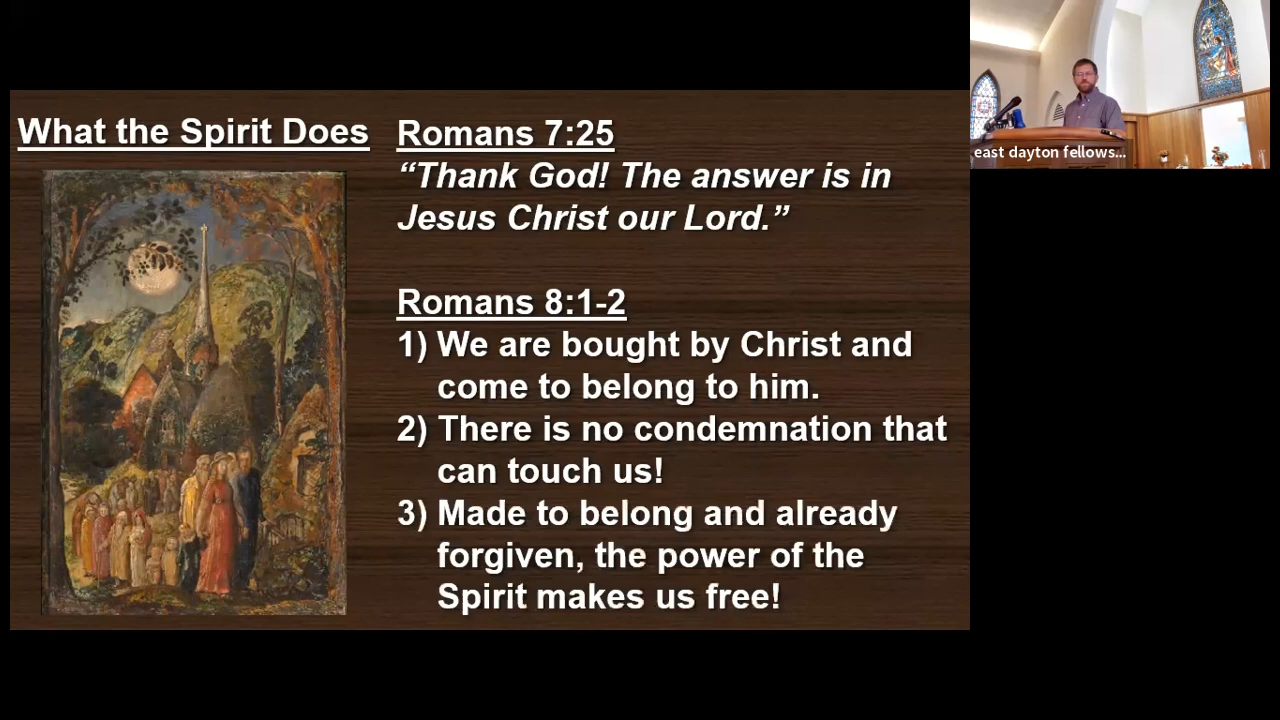 What the Spirit Does
Romans 7:25
“Thank God! The answer is in
Jesus Christ our Lord.”
Romans 8:1-2
1) We are bought by Christ and
come to belong to him.
2) There is no condemnation that
can touch us!
3) Made to belong and already
forgiven, the power of the
Spirit makes us free!
east dayton fellows...